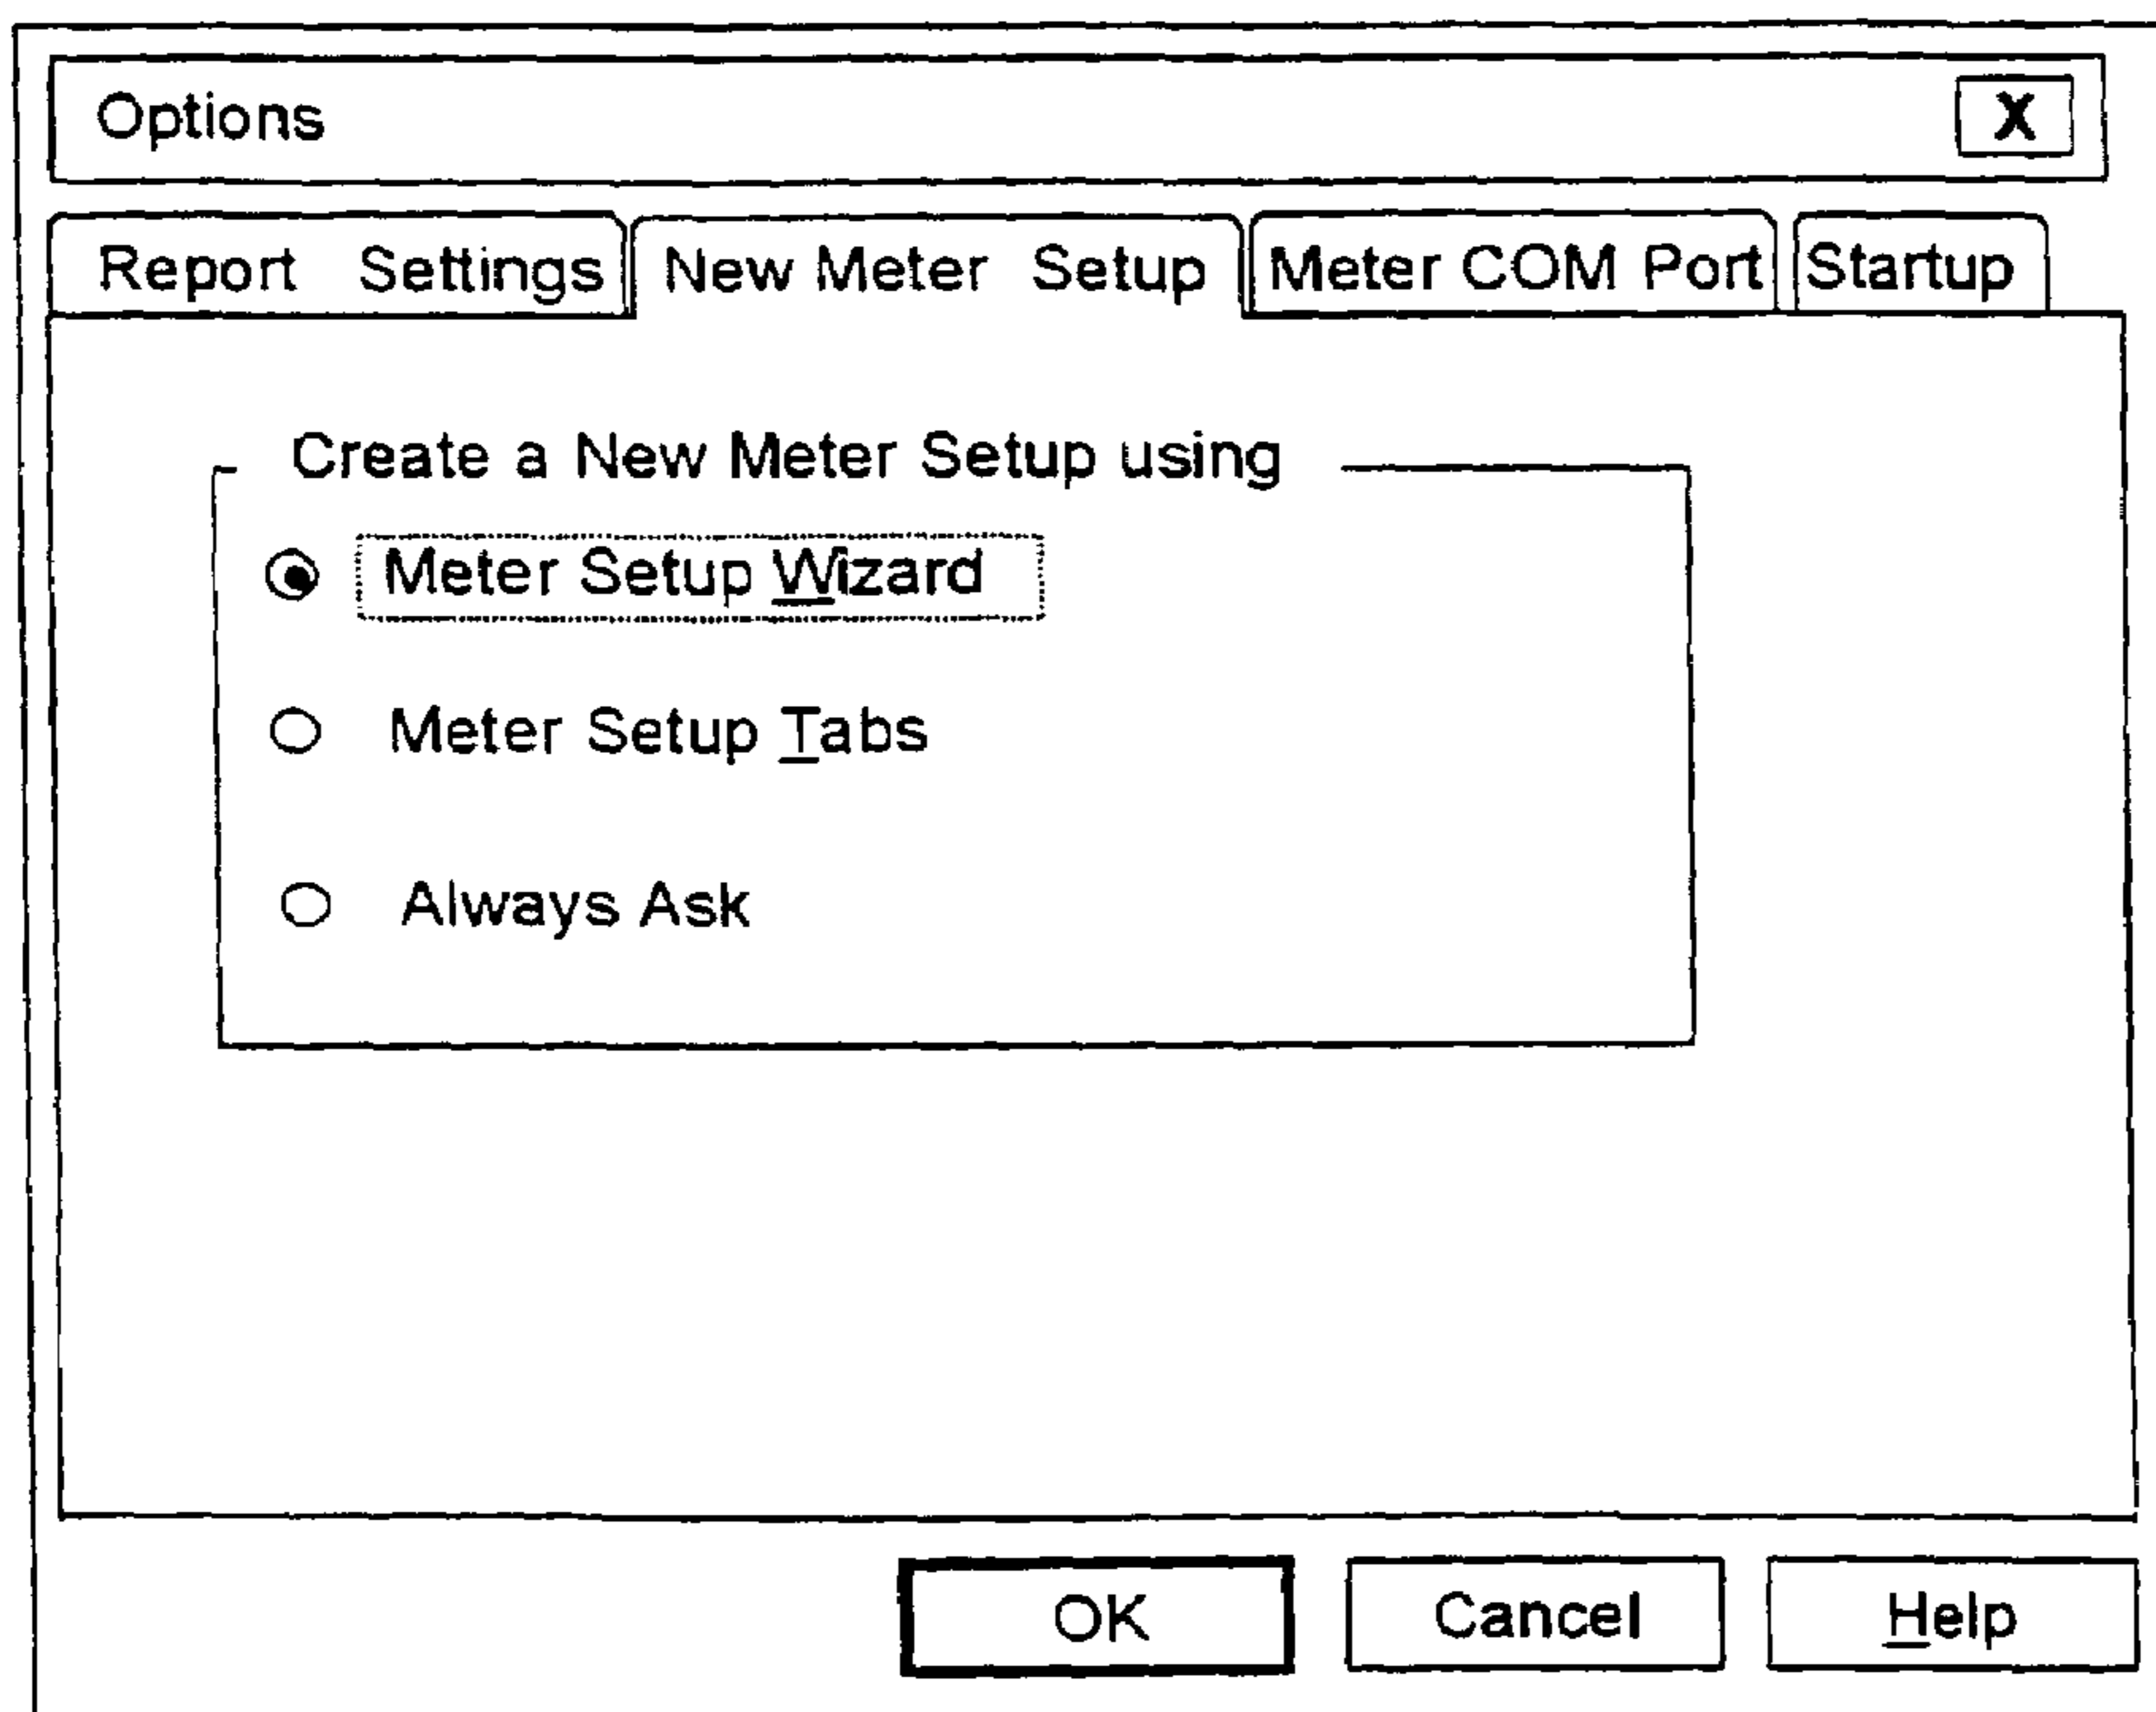 Options X
Report Settings New Meter Setup Meter COM Port Startup
Create a New Meter Setup using
Meter Setup Wizard
Meter Setup Tabs
Always Ask
OK Cancel Help